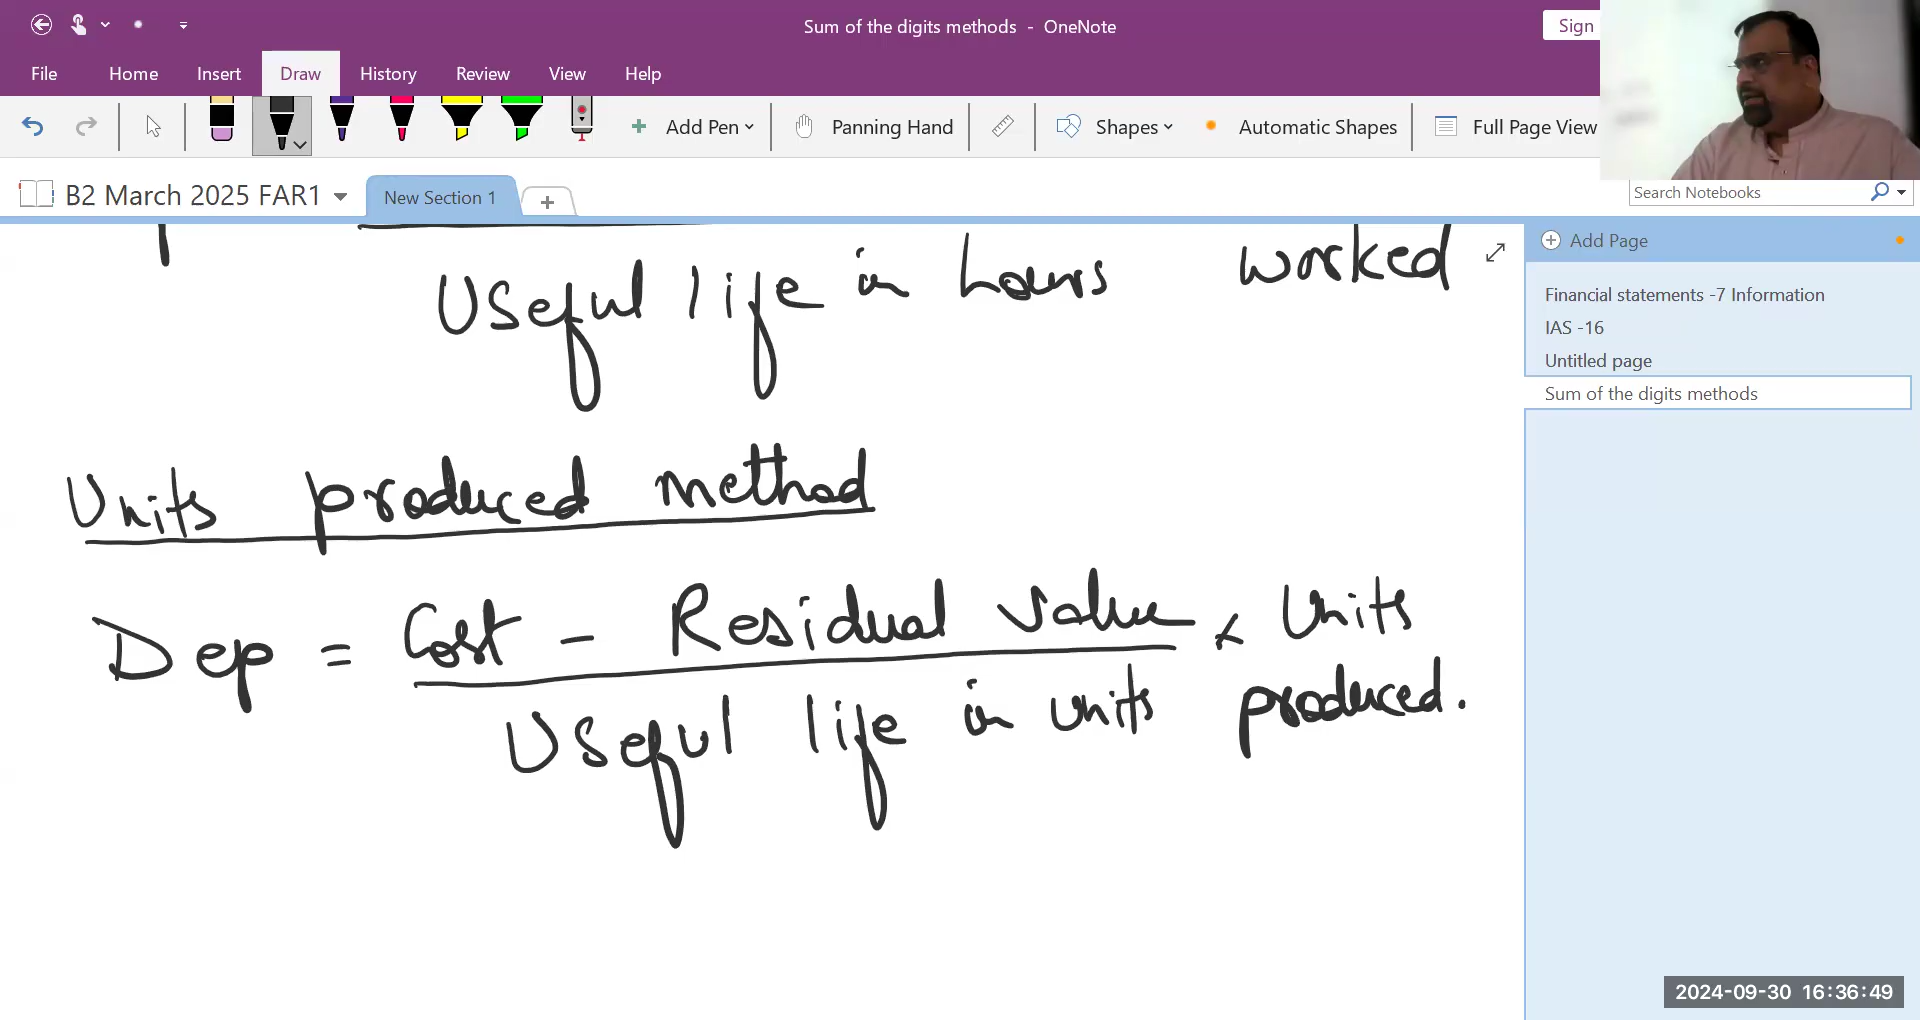 Sum of the digits methods - OneNote
Sign
File Home Insert Draw History Review View Help
Add Pen Panning Hand Shapes Automatic Shapes Full Page View
B2 March 2025 FAR1 New Section 1
Search Notebooks
Useful life in hours worked
Units produced method
Dep = Cost - Residual value × Units
Useful life in units produced.
Add Page
Financial statements -7 Information
IAS -16
Untitled page
Sum of the digits methods
2024-09-30 16:36:49